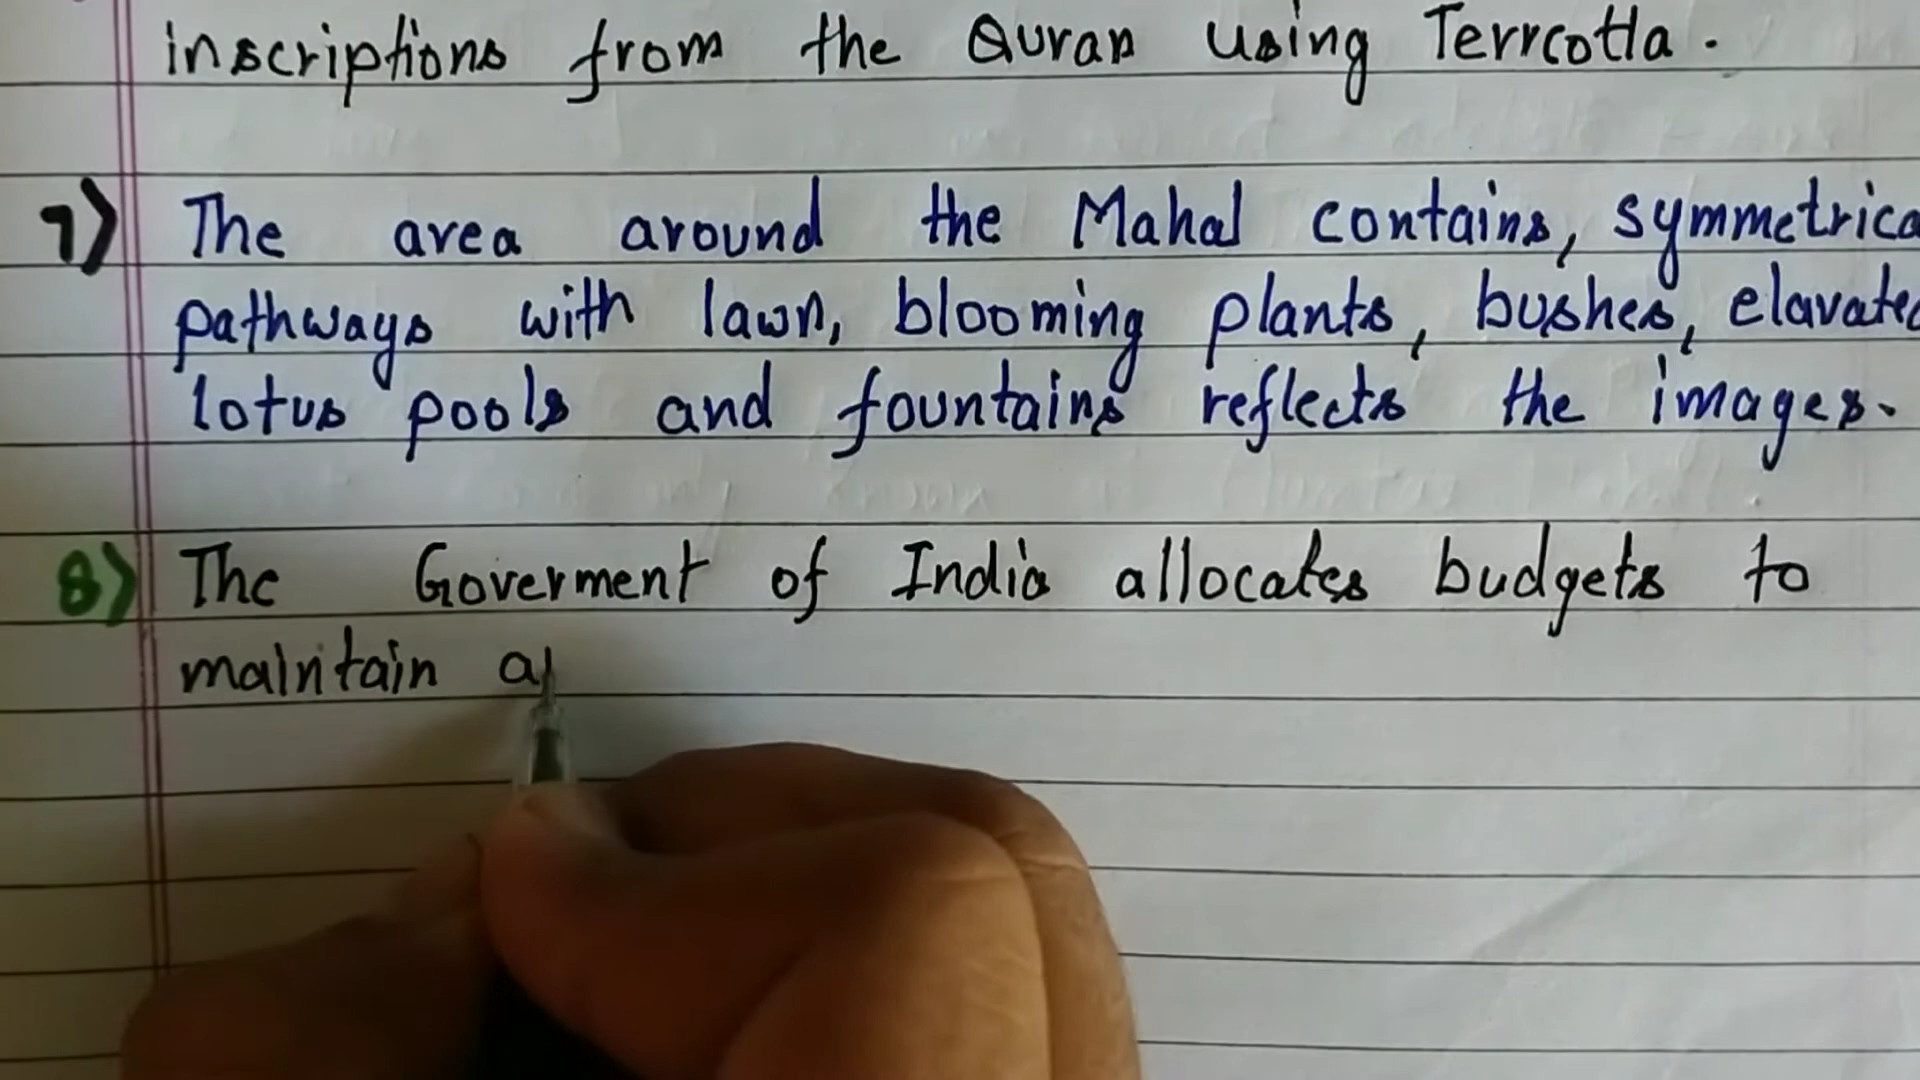 inscriptions from the Quran using Terrcotta.
7) The area around the Mahal contains, symmetrica
pathways with lawn, blooming plants, bushes, elavated
lotus pools and fountains reflects the images.
8) The Goverment of India allocates budgets to
maintain a